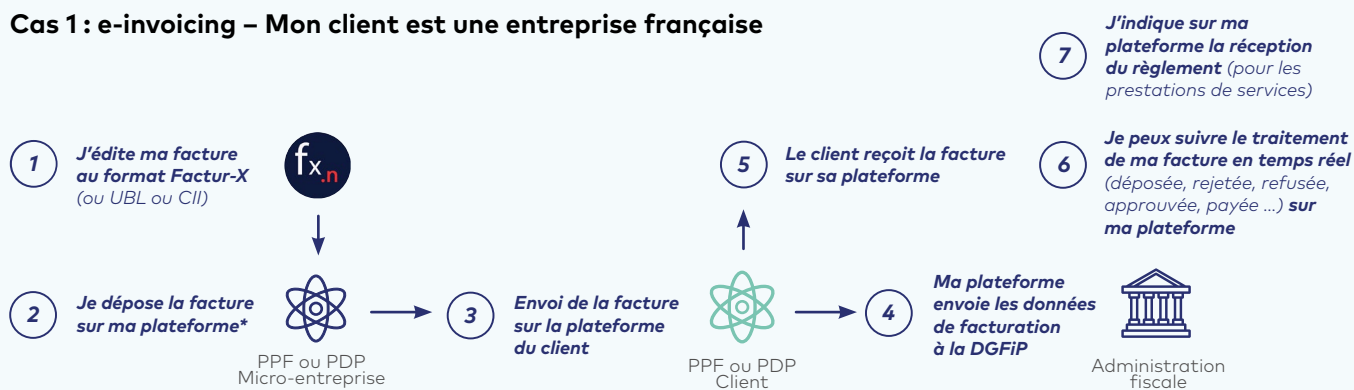 Cas 1 : e-invoicing – Mon client est une entreprise française
1
J'édite ma facture
au format Factur-X
(ou UBL ou CII)
fx.n
2
Je dépose la facture
sur ma plateforme*
PPF ou PDP
Micro-entreprise
3
Envoi de la facture
sur la plateforme
du client
PPF ou PDP
Client
4
Ma plateforme
envoie les données
de facturation
à la DGFiP
Administration
fiscale
5
Le client reçoit la facture
sur sa plateforme
6
Je peux suivre le traitement
de ma facture en temps réel
(déposée, rejetée, refusée,
approuvée, payée ...) sur
ma plateforme
7
J'indique sur ma
plateforme la réception
du règlement (pour les
prestations de services)